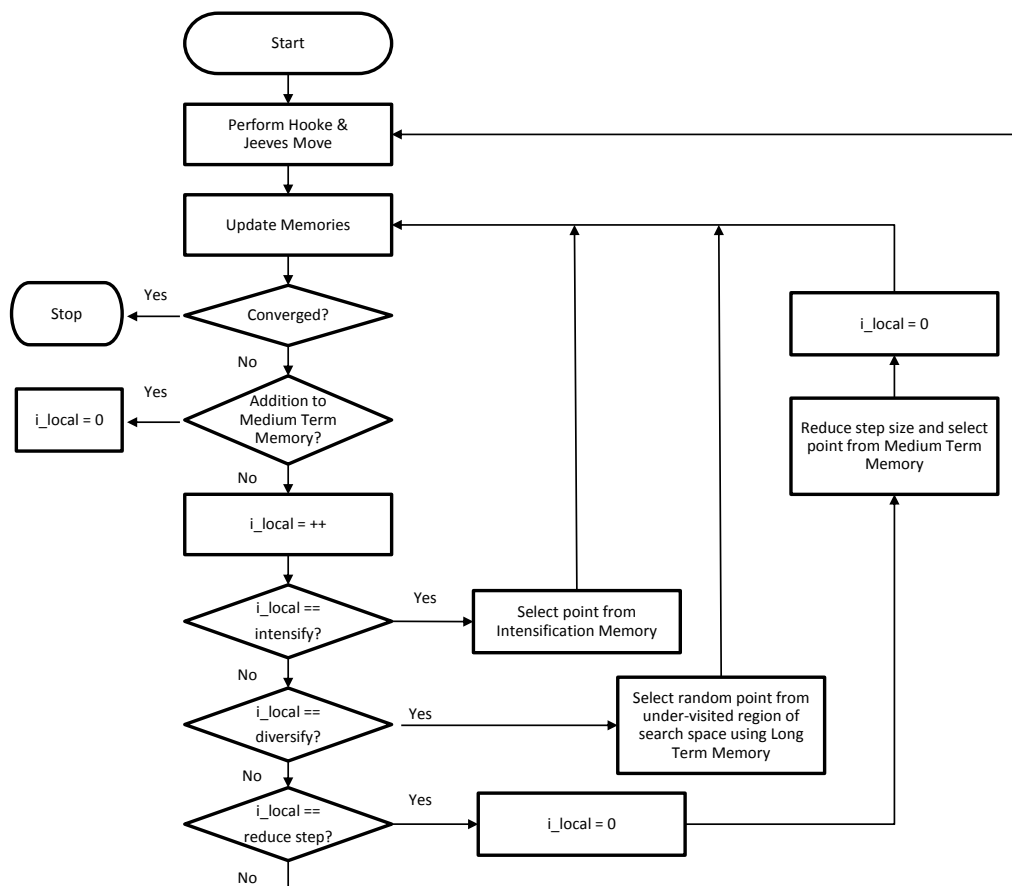 Start
Perform Hooke &
Jeeves Move
Update Memories
Yes
Stop
Converged?
No
i_local = 0
Yes
i_local = 0
Addition to
Medium Term
Memory?
Reduce step size and select
point from Medium Term
Memory
No
i_local = ++
i_local ==
intensify?
Yes
Select point from
Intensification Memory
No
i_local ==
diversify?
Yes
Select random point from
under-visited region of
search space using Long
Term Memory
No
i_local ==
reduce step?
Yes
i_local = 0
No